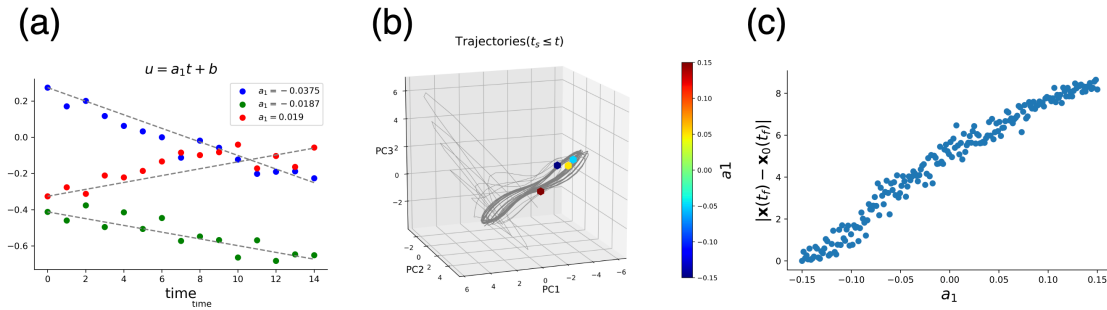 (a)
u = a₁t + b
a₁ = −0.0375
a₁ = −0.0187
a₁ = 0.019
0.2
0.0
−0.2
−0.4
−0.6
0 2 4 6 8 10 12 14
time
time
(b)
Trajectories(tₛ ≤ t)
6
4
2
0
−2
PC3
−2
0
2
4
PC2
6 4 2 0 −2 −4 −6
PC1
0.15
0.10
0.05
0.00
−0.05
−0.10
−0.15
a1
(c)
|x(t_f) − x₀(t_f)|
8
6
4
2
0
−0.15 −0.10 −0.05 0.00 0.05 0.10 0.15
a₁